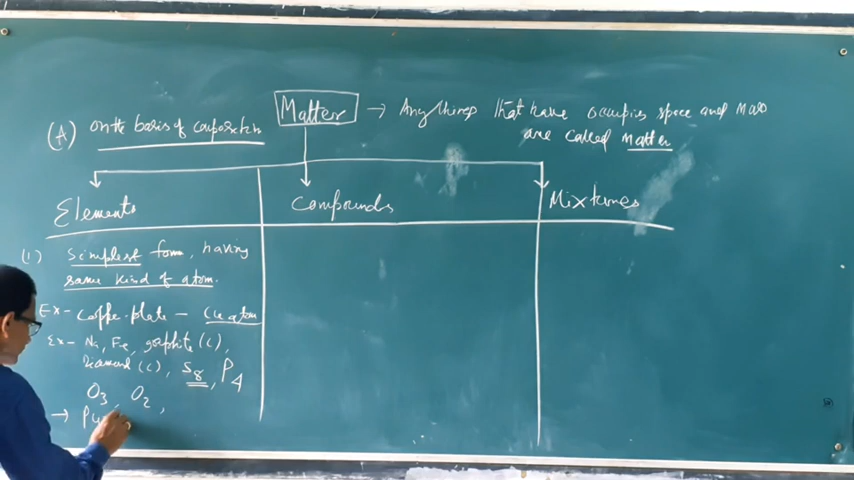 Matter → Any things that have occupies space and Mass
(A) on the basis of composition
are called Matter
Elements Compounds Mixtures
(1) Simplest form, having
same kind of atom.
Ex- Coppe-plate - Cu atom
Ex- Na, Fe, graphite (C),
Diamond (C), S8, P4
O3, O2,
→ Pu